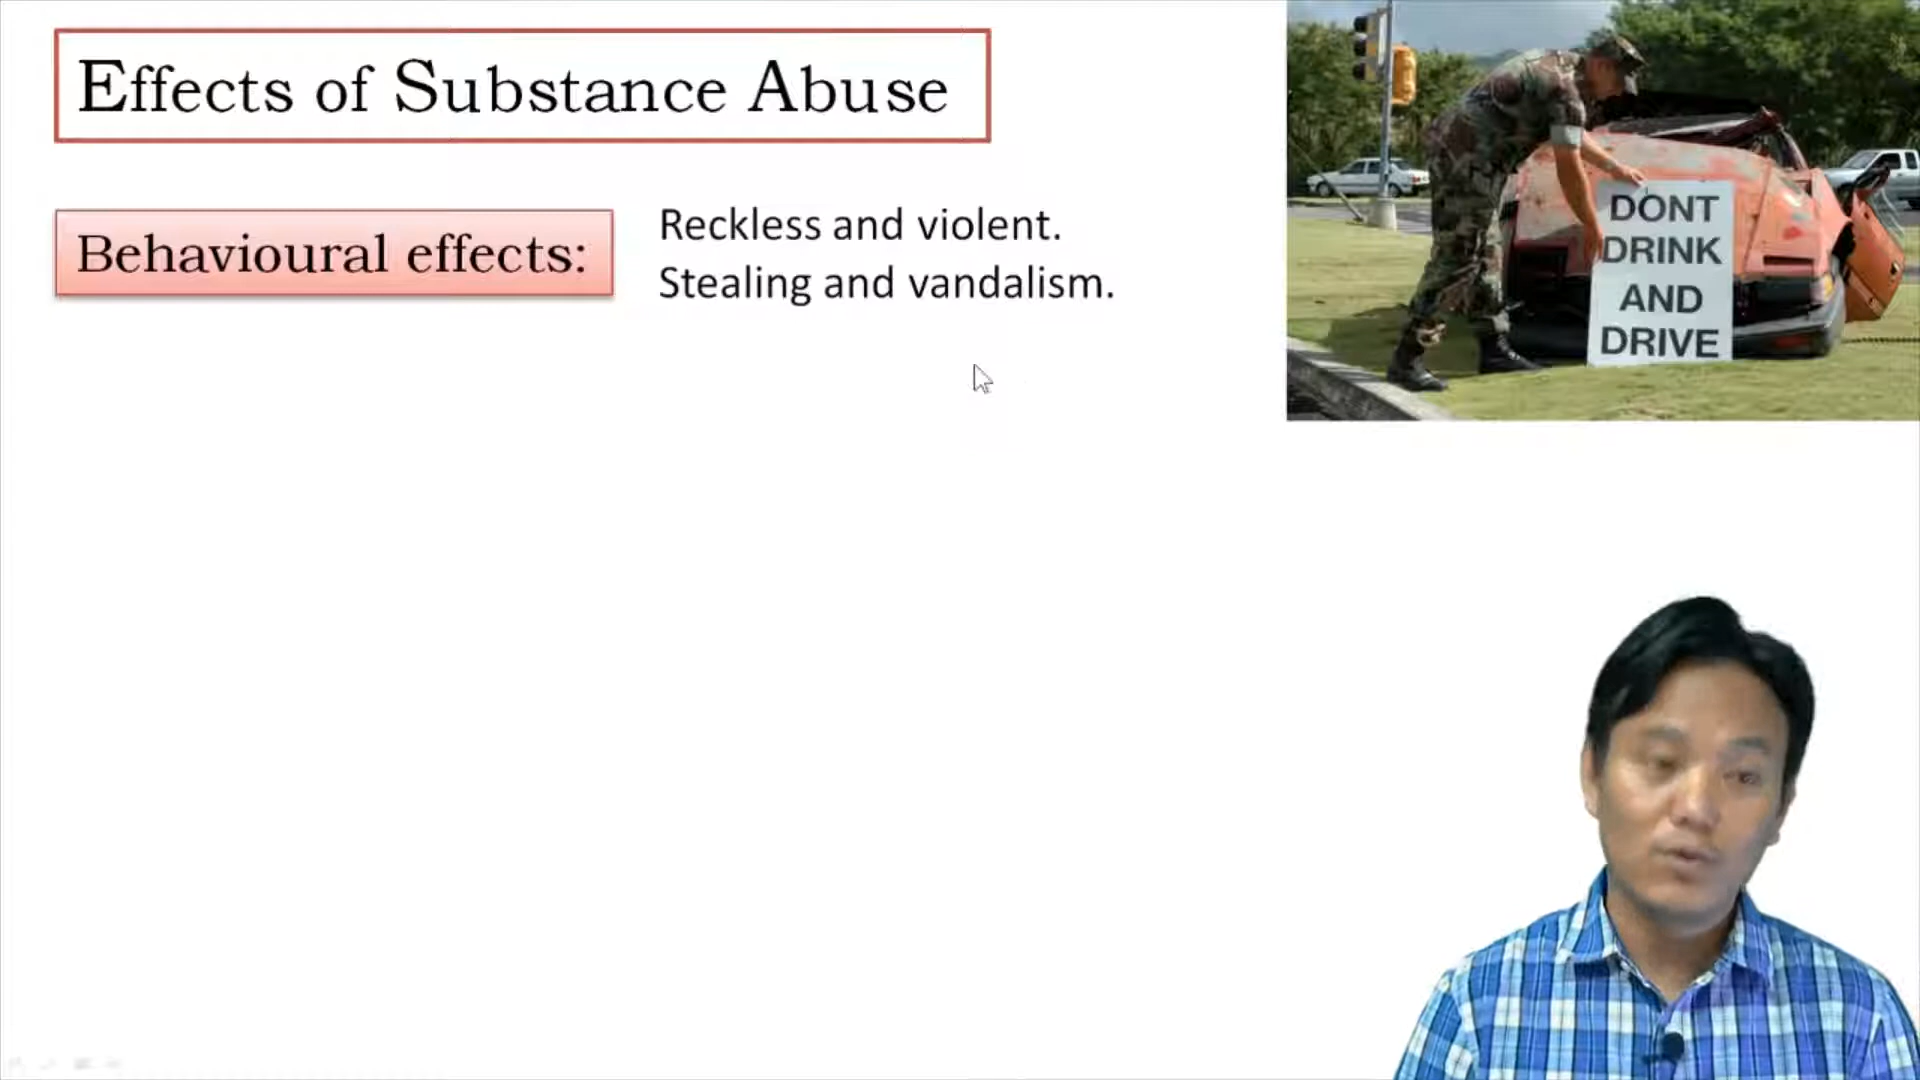 Effects of Substance Abuse
Behavioural effects:
Reckless and violent.
Stealing and vandalism.
DONT
DRINK
AND
DRIVE